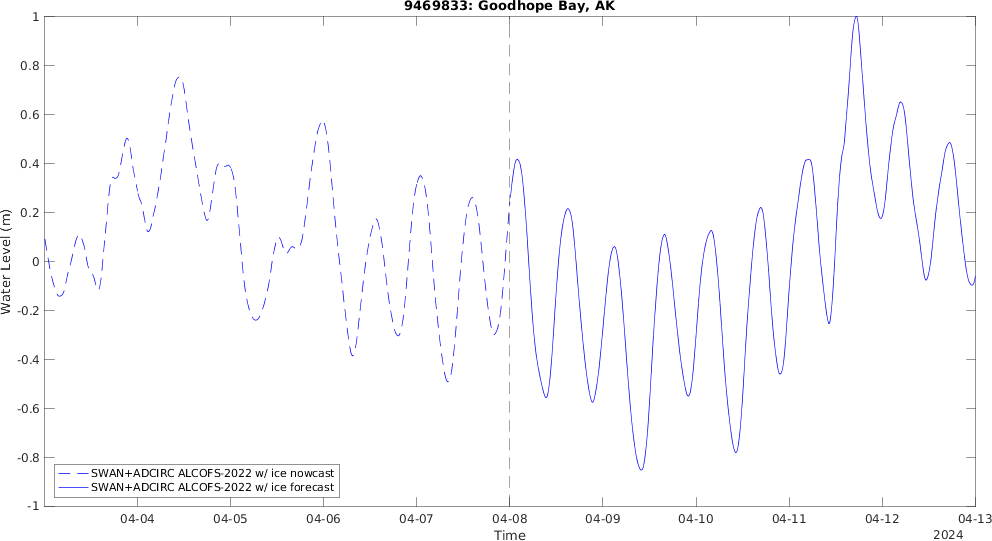 9469833: Goodhope Bay, AK
Water Level (m)
1
0.8
0.6
0.4
0.2
0
-0.2
-0.4
-0.6
-0.8
-1
SWAN+ADCIRC ALCOFS-2022 w/ ice nowcast
SWAN+ADCIRC ALCOFS-2022 w/ ice forecast
04-04 04-05 04-06 04-07 04-08 04-09 04-10 04-11 04-12 04-13
Time
2024